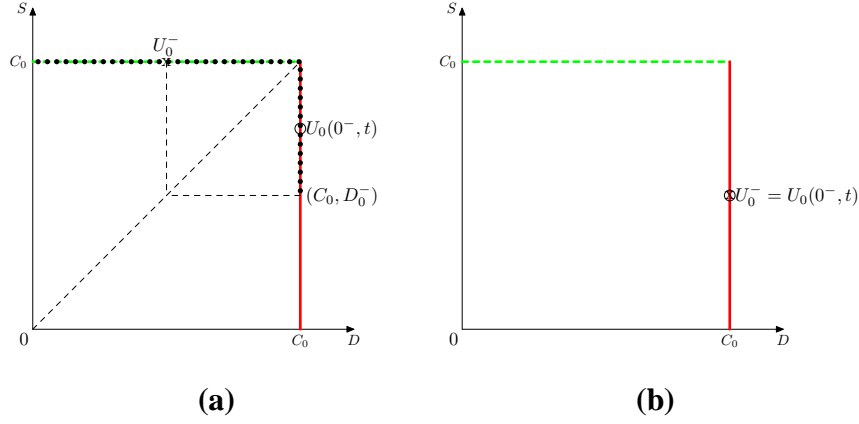 S
$U_0^-$
$C_0$
$U_0(0^-, t)$
$(C_0, D_0^-)$
0
$C_0$
D
(a)
S
$C_0$
$U_0^- = U_0(0^-, t)$
0
$C_0$
D
(b)